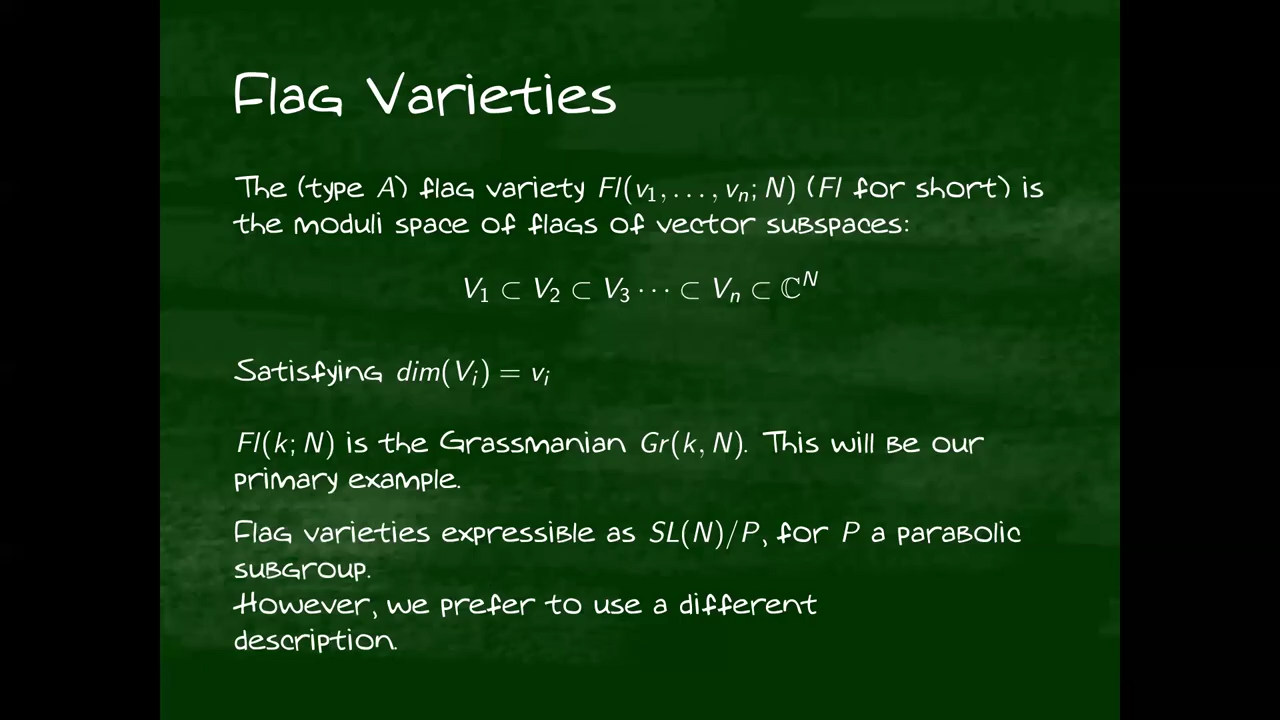 Flag Varieties
The (type A) flag variety Fl(v₁, . . . , vₙ; N) (Fl for short) is
the moduli space of flags of vector subspaces:
V₁ ⊂ V₂ ⊂ V₃ ⋯ ⊂ Vₙ ⊂ ℂᴺ
Satisfying dim(Vᵢ) = vᵢ
Fl(k; N) is the Grassmanian Gr(k, N). This will be our
primary example.
Flag varieties expressible as SL(N)/P, for P a parabolic
subgroup.
However, we prefer to use a different
description.